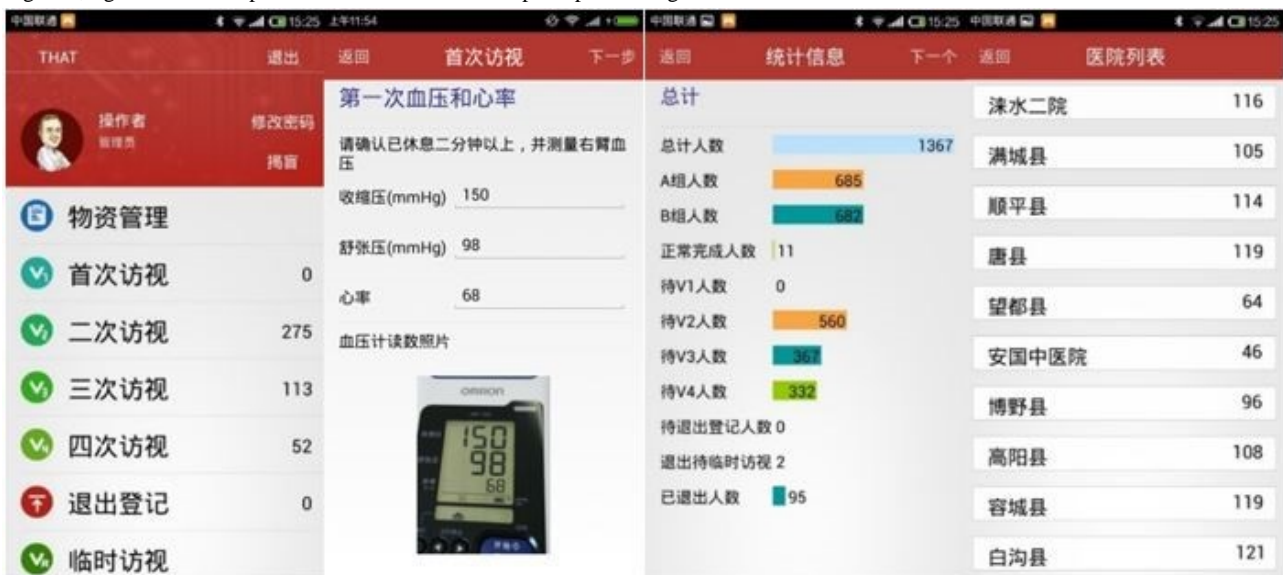 中国联通 15:25
THAT 退出
操作者 修改密码
管理员
揭盲
物资管理
首次访视 0
二次访视 275
三次访视 113
四次访视 52
退出登记 0
临时访视
上午11:54
返回 首次访视 下一步
第一次血压和心率
请确认已休息二分钟以上，并测量右臂血
压
收缩压(mmHg) 150
舒张压(mmHg) 98
心率 68
血压计读数照片
OMRON
150
98
68
中国联通 15:25
返回 统计信息 下一个
总计
总计人数 1367
A组人数 685
B组人数 682
正常完成人数 11
待V1人数 0
待V2人数 560
待V3人数 367
待V4人数 332
待退出登记人数 0
退出待临时访视 2
已退出人数 95
中国联通 15:25
返回 医院列表
涞水二院 116
满城县 105
顺平县 114
唐县 119
望都县 64
安国中医院 46
博野县 96
高阳县 108
容城县 119
白沟县 121